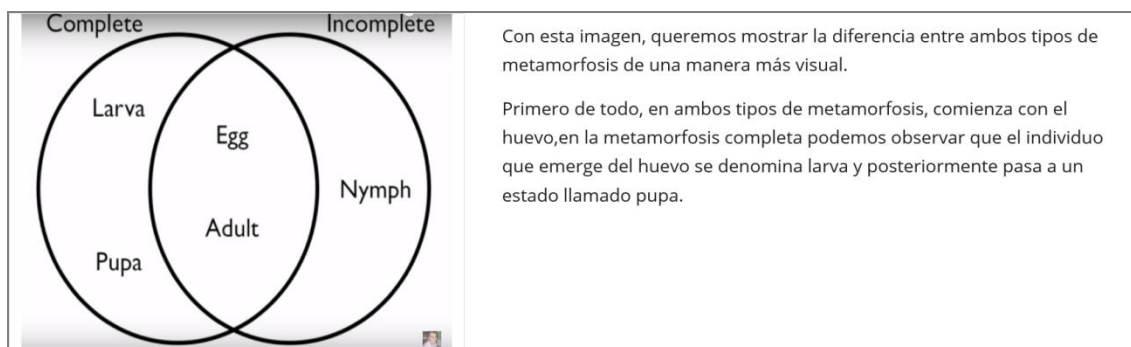 Complete
Incomplete
Larva
Egg
Nymph
Adult
Pupa
Con esta imagen, queremos mostrar la diferencia entre ambos tipos de
metamorfosis de una manera más visual.
Primero de todo, en ambos tipos de metamorfosis, comienza con el
huevo,en la metamorfosis completa podemos observar que el individuo
que emerge del huevo se denomina larva y posteriormente pasa a un
estado llamado pupa.